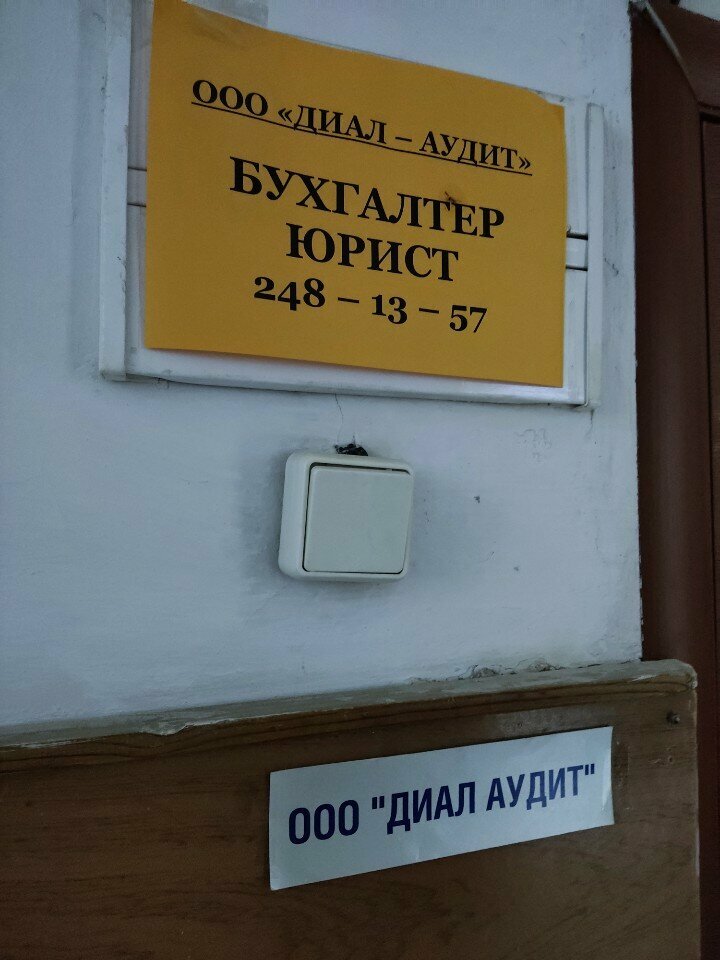 ООО «ДИАЛ – АУДИТ»
БУХГАЛТЕР
ЮРИСТ
248 – 13 – 57
ООО "ДИАЛ АУДИТ"